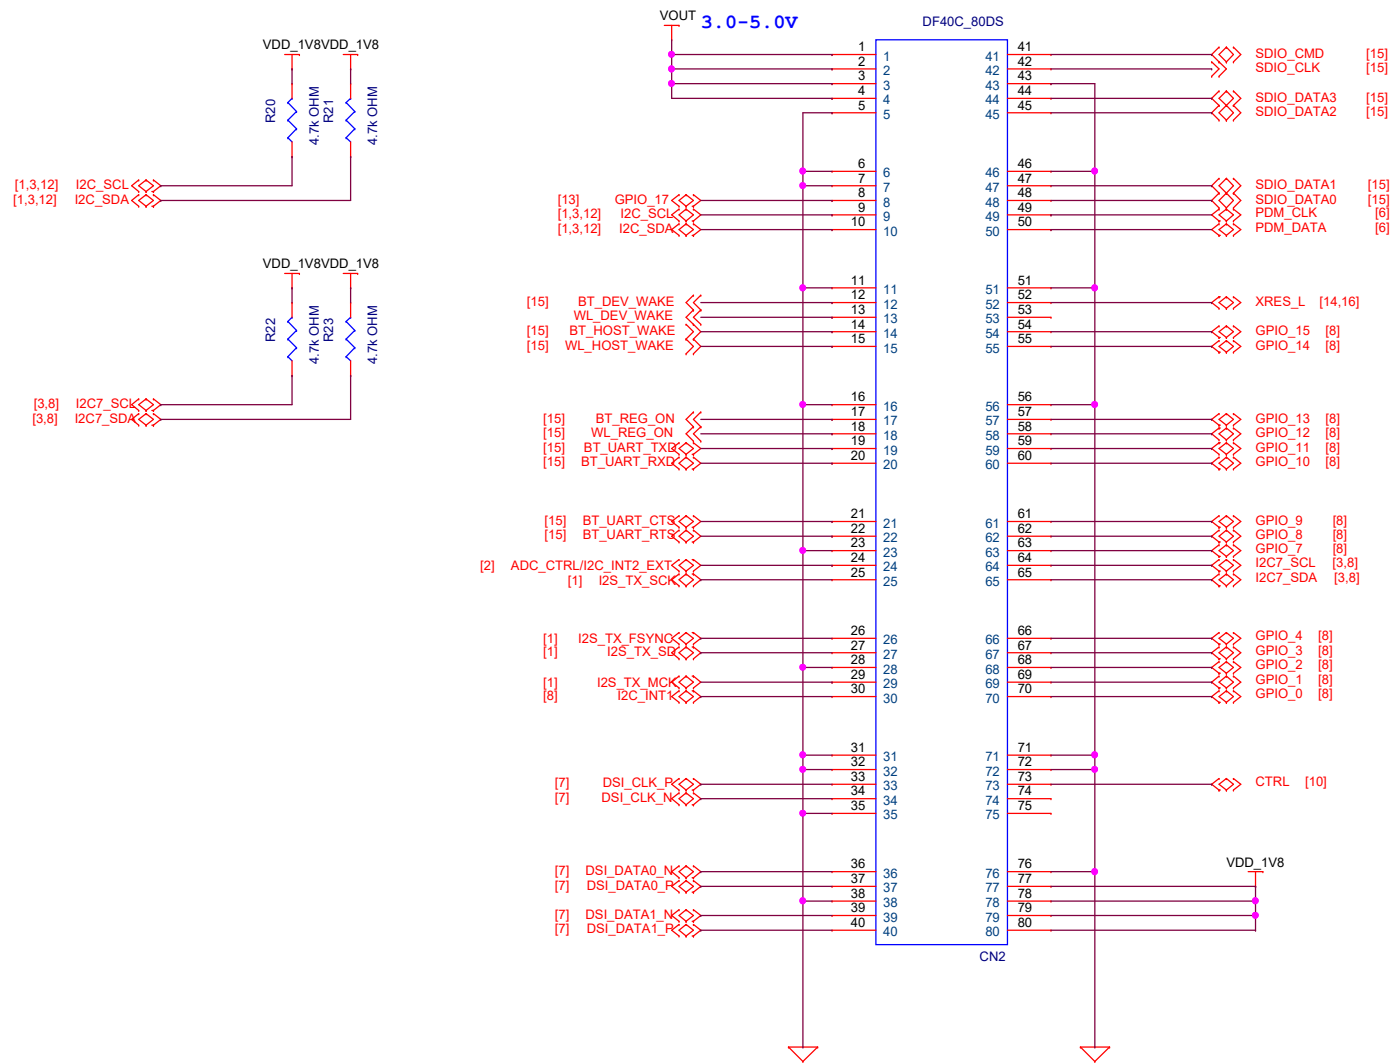 VOUT 3.0-5.0V
DF40C_80DS
VDD_1V8VDD_1V8
R20
4.7k OHM
R21
4.7k OHM
[1,3,12] I2C_SCL
[1,3,12] I2C_SDA
VDD_1V8VDD_1V8
R22
4.7k OHM
R23
4.7k OHM
[3,8] I2C7_SCL
[3,8] I2C7_SDA
1 1 41 41 SDIO_CMD [15]
2 2 42 42 SDIO_CLK [15]
3 3 43 43
4 4 44 44 SDIO_DATA3 [15]
5 5 45 45 SDIO_DATA2 [15]
6 6 46 46
7 7 47 47 SDIO_DATA1 [15]
[13] GPIO_17 8 8 48 48 SDIO_DATA0 [15]
[1,3,12] I2C_SCL 9 9 49 49 PDM_CLK [6]
[1,3,12] I2C_SDA 10 10 50 50 PDM_DATA [6]
11 11 51 51
[15] BT_DEV_WAKE 12 12 52 52 XRES_L [14,16]
WL_DEV_WAKE 13 13 53 53
[15] BT_HOST_WAKE 14 14 54 54 GPIO_15 [8]
[15] WL_HOST_WAKE 15 15 55 55 GPIO_14 [8]
16 16 56 56
[15] BT_REG_ON 17 17 57 57 GPIO_13 [8]
[15] WL_REG_ON 18 18 58 58 GPIO_12 [8]
[15] BT_UART_TXD 19 19 59 59 GPIO_11 [8]
[15] BT_UART_RXD 20 20 60 60 GPIO_10 [8]
[15] BT_UART_CTS 21 21 61 61 GPIO_9 [8]
[15] BT_UART_RTS 22 22 62 62 GPIO_8 [8]
23 23 63 63 GPIO_7 [8]
[2] ADC_CTRL/I2C_INT2_EXT 24 24 64 64 I2C7_SCL [3,8]
[1] I2S_TX_SCK 25 25 65 65 I2C7_SDA [3,8]
[1] I2S_TX_FSYNC 26 26 66 66 GPIO_4 [8]
[1] I2S_TX_SD 27 27 67 67 GPIO_3 [8]
28 28 68 68 GPIO_2 [8]
[1] I2S_TX_MCK 29 29 69 69 GPIO_1 [8]
[8] I2C_INT1 30 30 70 70 GPIO_0 [8]
31 31 71 71
32 32 72 72
[7] DSI_CLK_P 33 33 73 73 CTRL [10]
[7] DSI_CLK_N 34 34 74 74
35 35 75 75
[7] DSI_DATA0_N 36 36 76 76 VDD_1V8
[7] DSI_DATA0_P 37 37 77 77
38 38 78 78
[7] DSI_DATA1_N 39 39 79 79
[7] DSI_DATA1_P 40 40 80 80
CN2